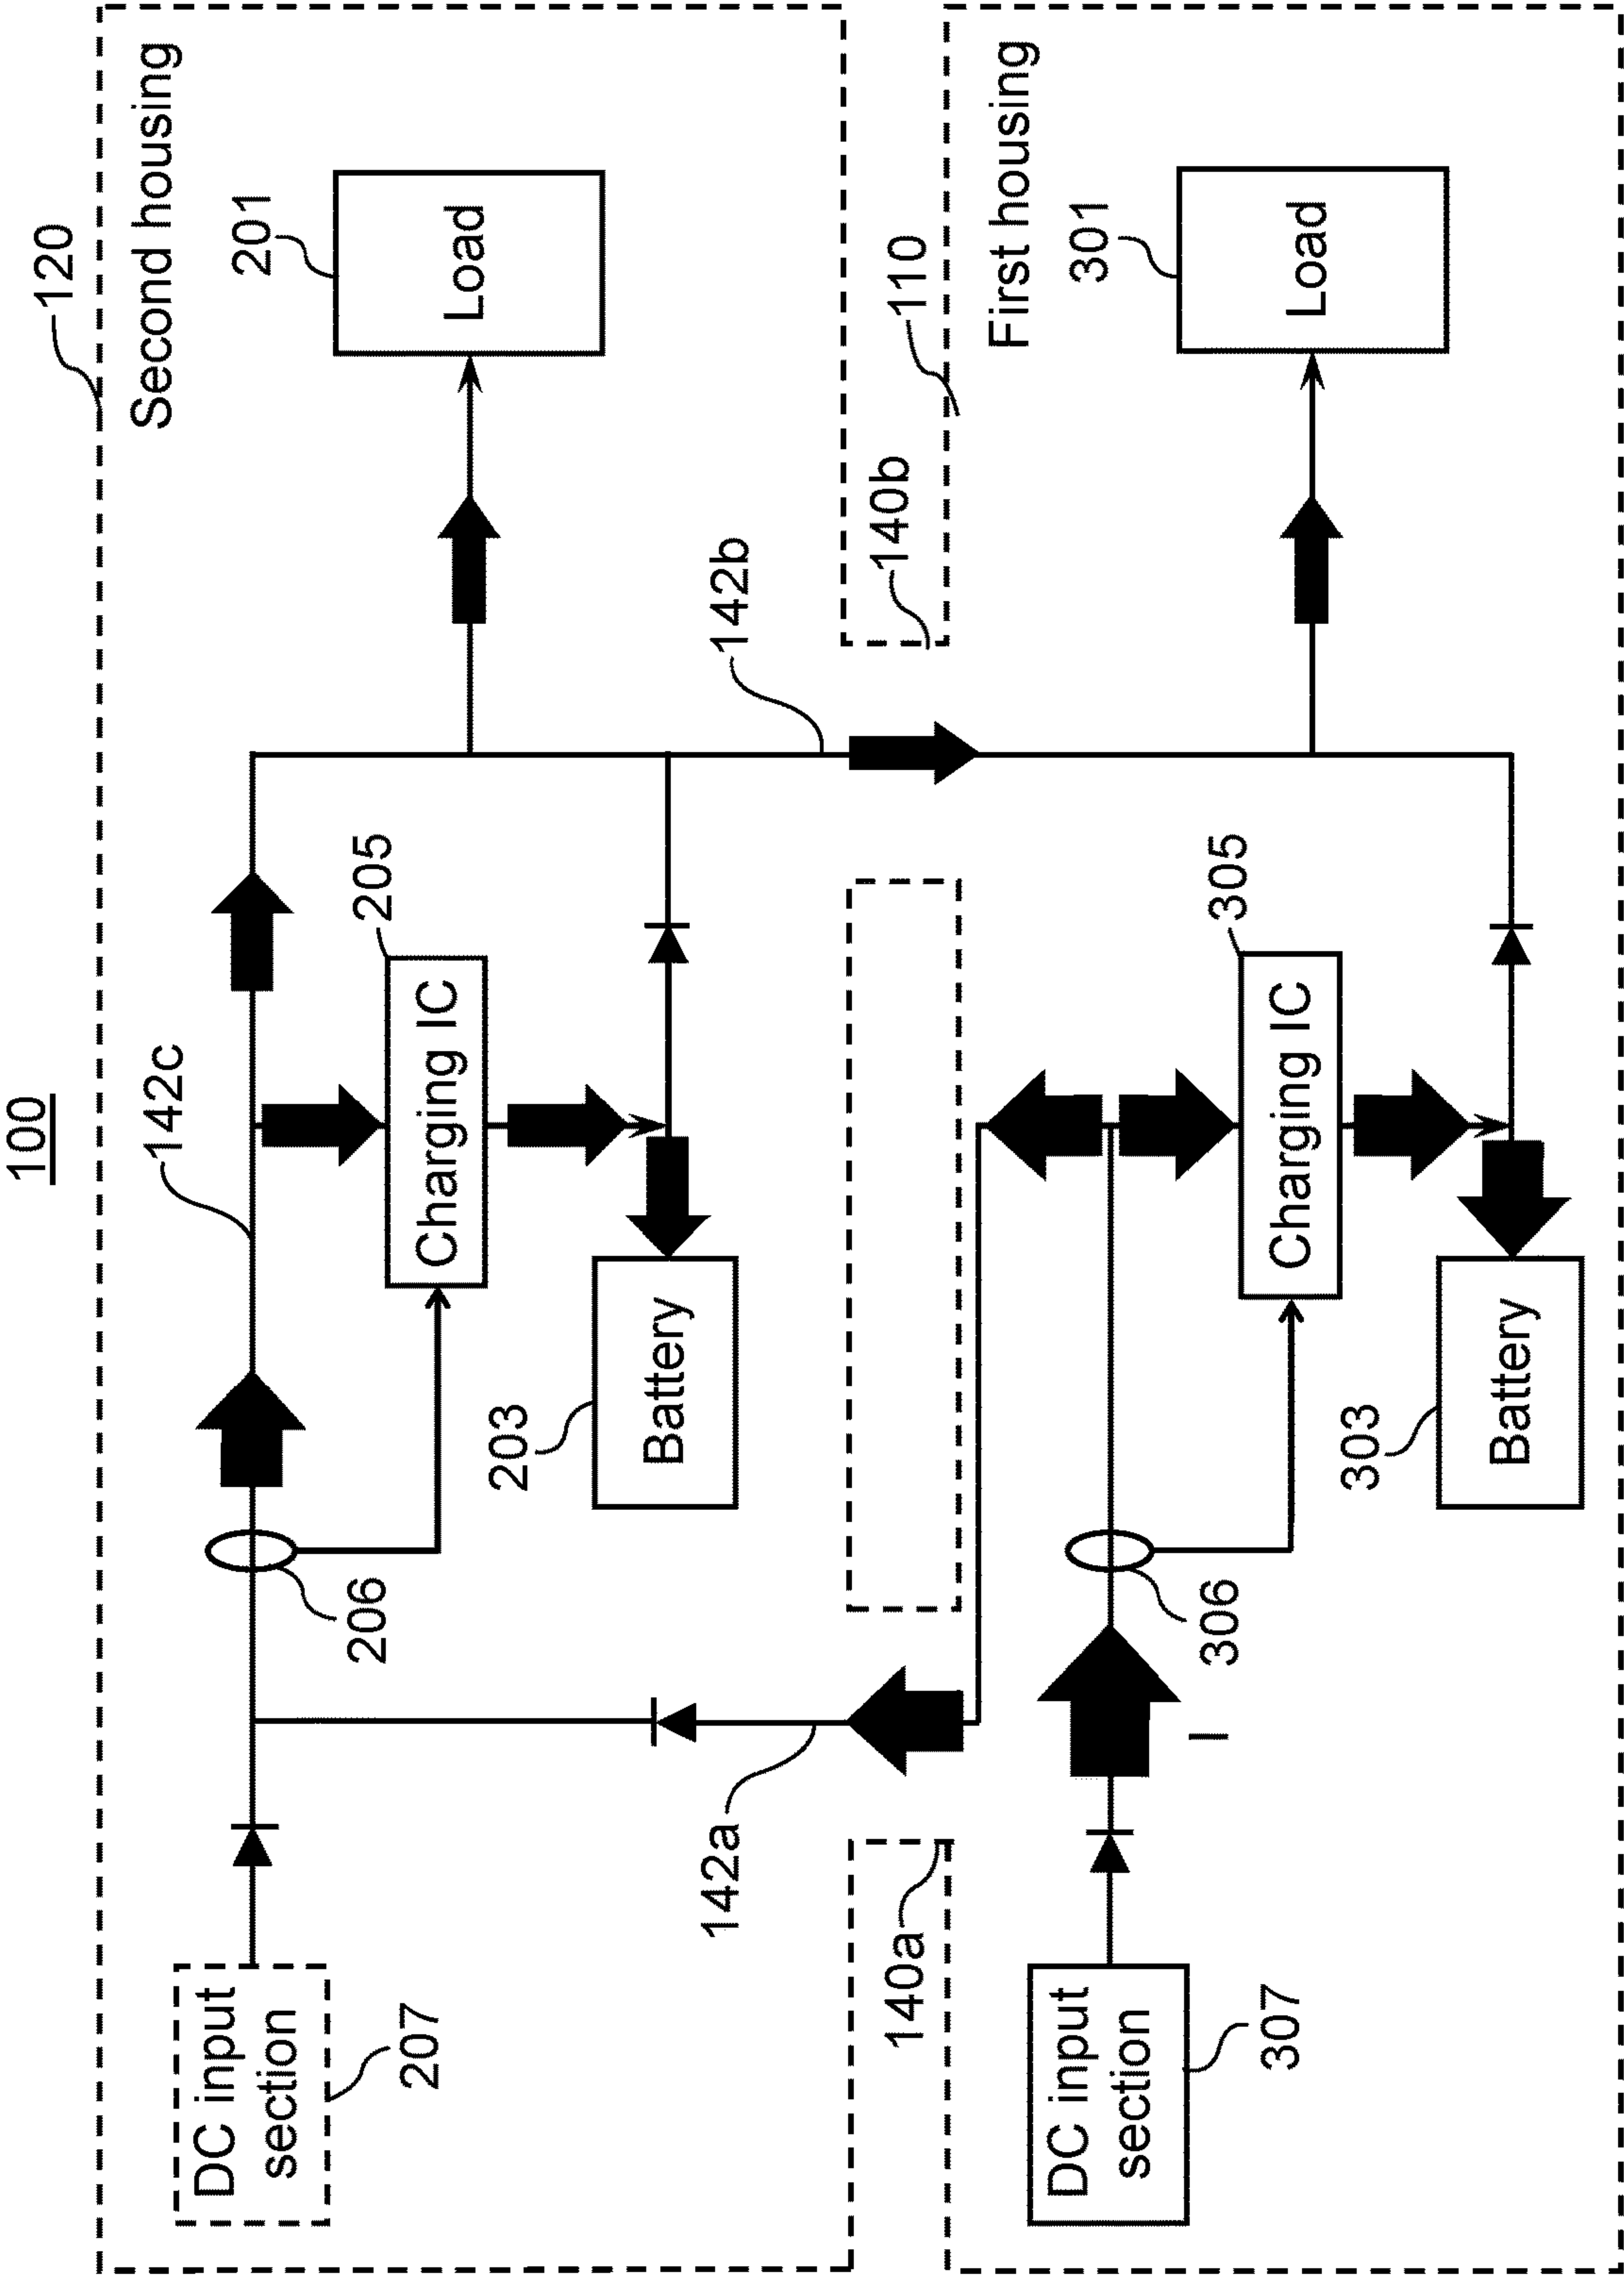 100
120
Second housing
DC input
section
207
206
142c
205
Charging IC
203
Battery
201
Load
142a
142b
140a
140b
110
First housing
DC input
section
307
I
306
305
Charging IC
303
Battery
301
Load